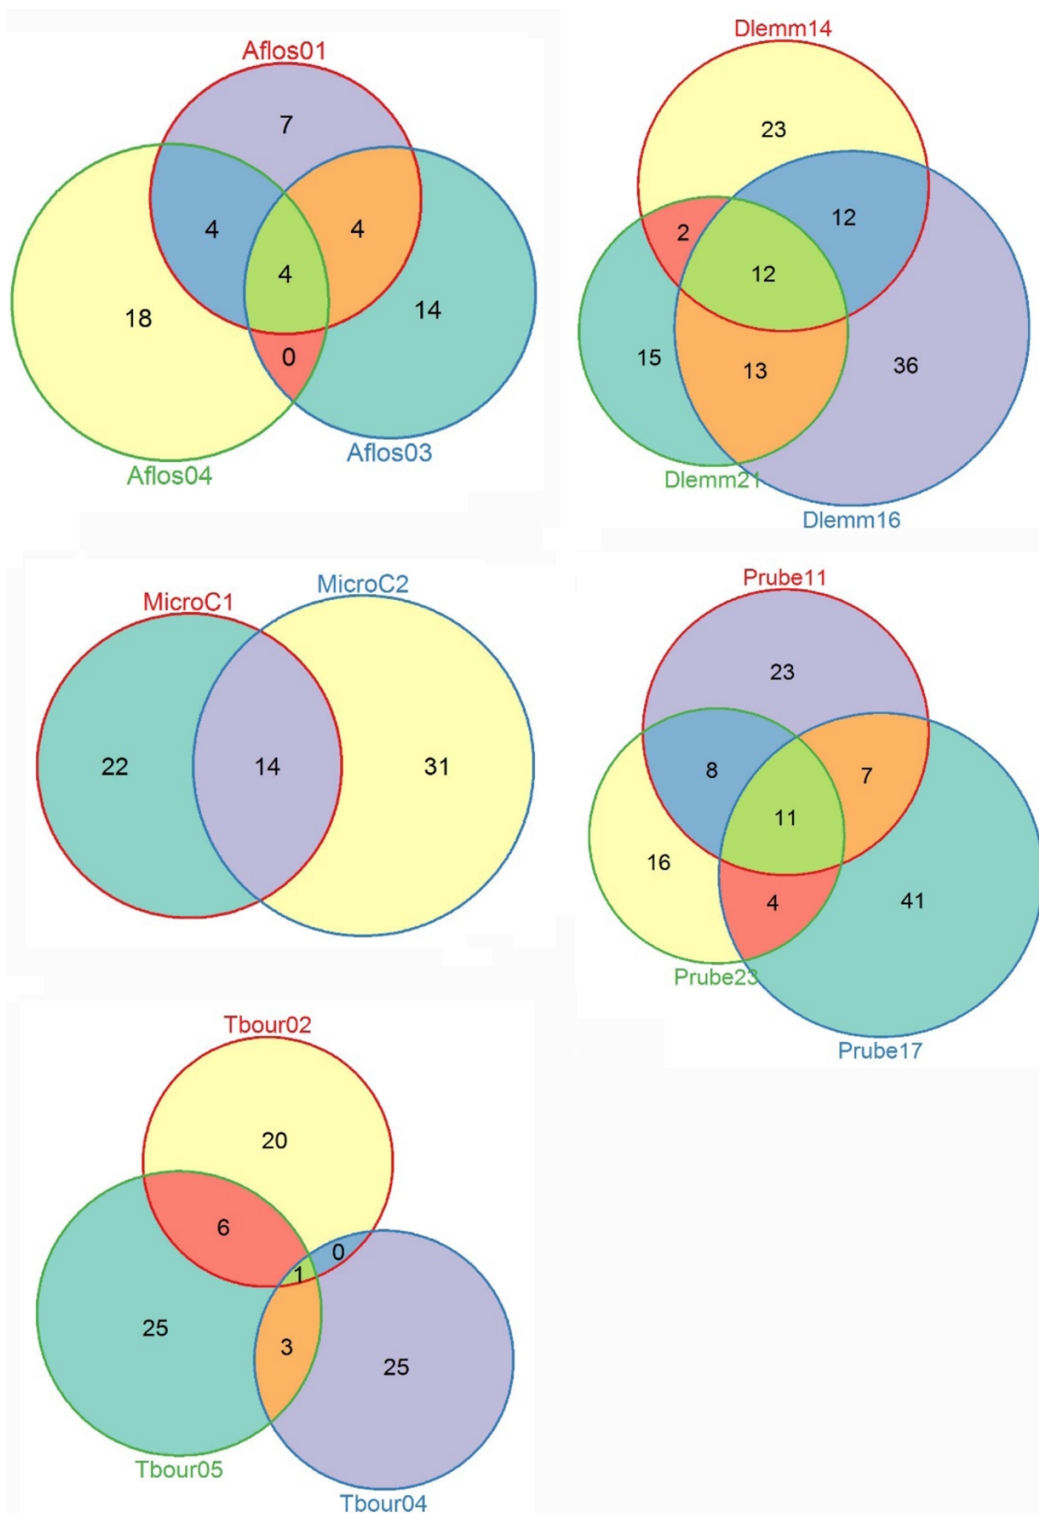 Aflos01
7
4
4
4
18
14
0
Aflos03
Aflos04
Dlemm14
23
12
2
12
15
13
36
Dlemm21
Dlemm16
MicroC1
MicroC2
22
14
31
Prube11
23
8
7
11
16
4
41
Prube23
Prube17
Tbour02
20
6
0
1
25
3
25
Tbour05
Tbour04